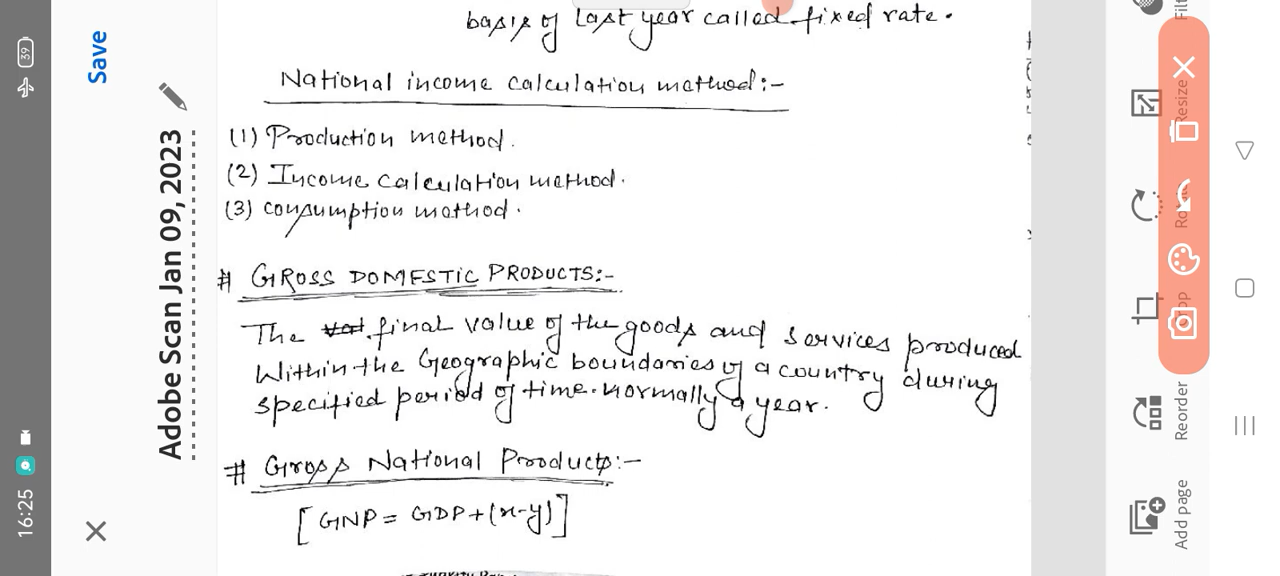 basis of last year called fixed rate.
National income calculation method:-
(1) Production method.
(2) Income calculation method.
(3) consumption method.
# GROSS DOMESTIC PRODUCTS:-
The final value of the goods and services produced
Within the Geographic boundaries of a country during
specified period of time. normally a year.
# Gross National Products:-
[GNP = GDP + (x-y)]
16:25
39
Save
Adobe Scan Jan 09, 2023
Resize
Reorder
Add page